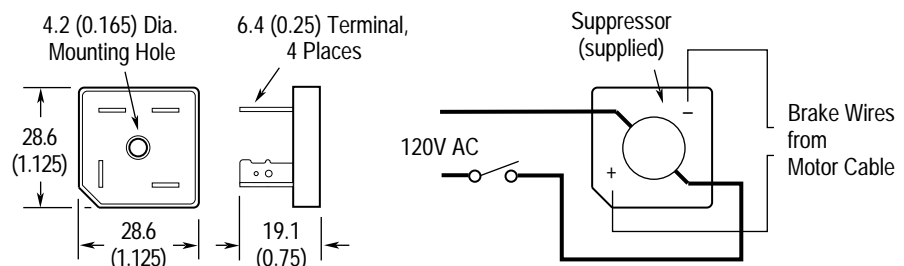 4.2 (0.165) Dia.
Mounting Hole
6.4 (0.25) Terminal,
4 Places
28.6
(1.125)
28.6
(1.125)
19.1
(0.75)
Suppressor
(supplied)
120V AC
–
+
Brake Wires
from
Motor Cable